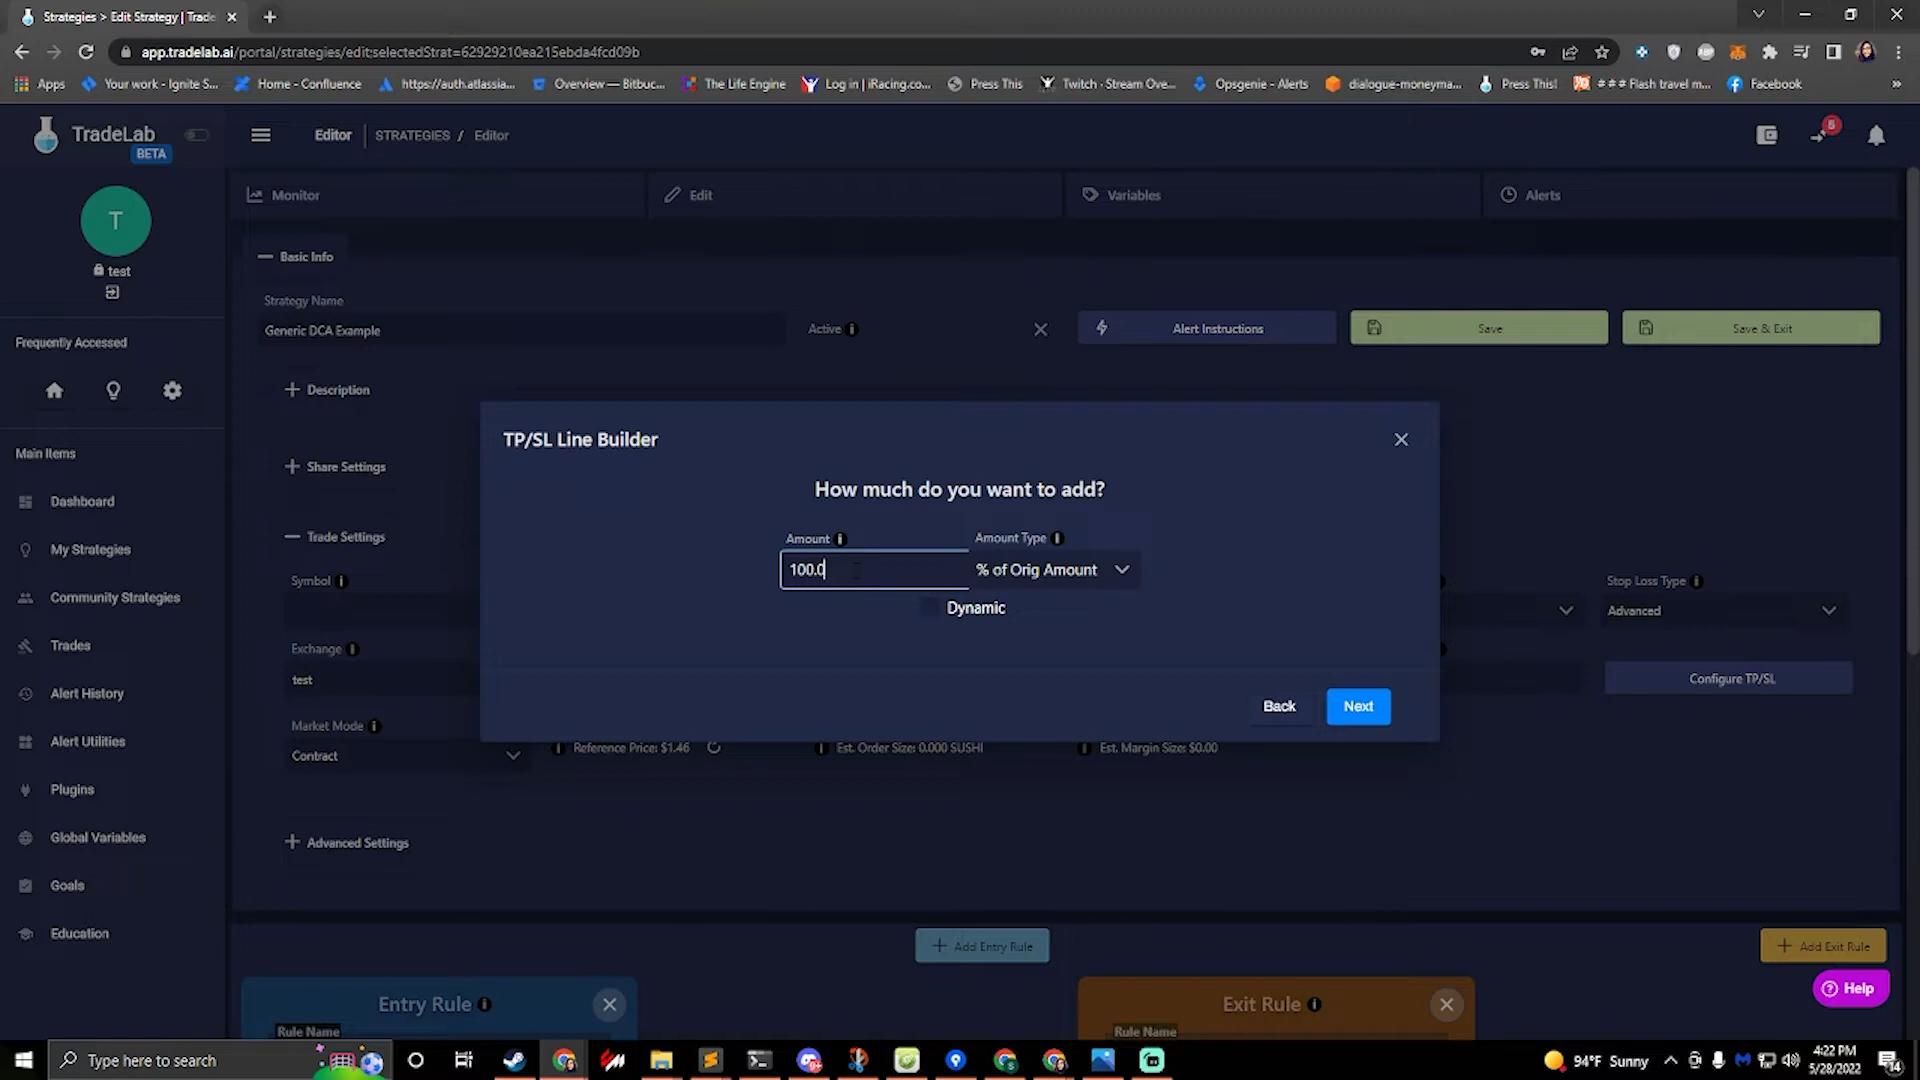 Strategies > Edit Strategy | Trade
app.tradelab.ai/portal/strategies/edit;selectedStrat=62929210ea215ebda4fcd09b
Apps
Your work - Ignite S...
Home - Confluence
https://auth.atlassia...
Overview — Bitbuc...
The Life Engine
Log in | iRacing.co...
Press This
Twitch - Stream Ove...
Opsgenie - Alerts
dialogue-moneyma...
Press This!
# # # Flash travel m...
Facebook
»
TradeLab
BETA
Editor
STRATEGIES / Editor
5
T
test
Monitor
Edit
Variables
Alerts
Basic Info
Strategy Name
Generic DCA Example
Active
Alert Instructions
Save
Save & Exit
Frequently Accessed
Description
Share Settings
Trade Settings
Symbol
Exchange
test
Market Mode
Contract
Stop Loss Type
Advanced
Configure TP/SL
Main Items
Dashboard
My Strategies
Community Strategies
Trades
Alert History
Alert Utilities
Plugins
Global Variables
Goals
Education
TP/SL Line Builder
How much do you want to add?
Amount
Amount Type
100.0
% of Orig Amount
Dynamic
Back
Next
Reference Price: $1.46
Est. Order Size: 0.000 SUSHI
Est. Margin Size: $0.00
Advanced Settings
Add Entry Rule
Add Exit Rule
Entry Rule
Rule Name
Exit Rule
Rule Name
Help
Type here to search
94°F Sunny
4:22 PM
5/28/2022
14